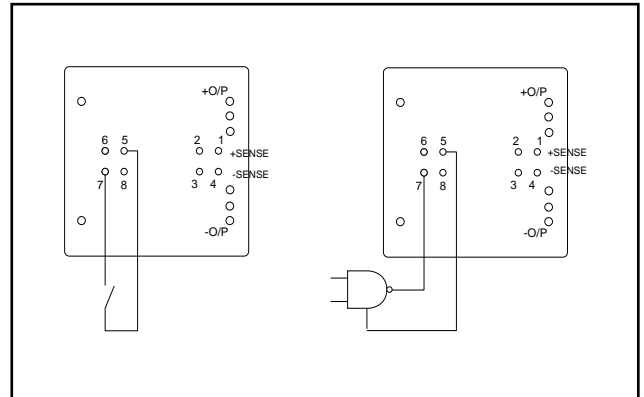 +O/P
6 5 2 1
+SENSE
-SENSE
7 8 3 4
-O/P
+O/P
6 5 2 1
+SENSE
-SENSE
7 8 3 4
-O/P